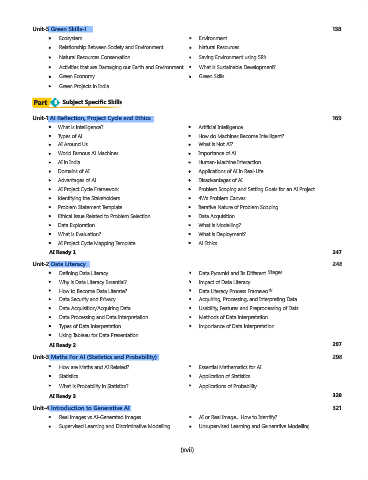 Unit-5 Green Skills-I 138
• Ecosystem • Environment
• Relationship Between Society and Environment • Natural Resources
• Natural Resources Conservation • Saving Environment using 5Rs
• Activities that are Damaging our Earth and Environment • What is Sustainable Development?
• Green Economy • Green Skills
• Green Projects in India
Part Subject Specific Skills
Unit-1 AI Reflection, Project Cycle and Ethics 165
• What is Intelligence? • Artificial Intelligence
• Types of AI • How do Machines Become Intelligent?
• AI Around Us • What is Not AI?
• World Famous AI Machines • Importance of AI
• AI in India • Human-Machine Interaction
• Domains of AI • Applications of AI in Real-Life
• Advantages of AI • Disadvantages of AI
• AI Project Cycle Framework • Problem Scoping and Setting Goals for an AI Project
• Identifying the Stakeholders • 4Ws Problem Canvas
• Problem Statement Template • Iterative Nature of Problem Scoping
• Ethical Issue Related to Problem Selection • Data Acquisition
• Data Exploration • What is Modelling?
• What is Evaluation? • What is Deployment?
• AI Project Cycle Mapping Template • AI Ethics
AI Ready 1 247
Unit-2 Data Literacy 248
• Defining Data Literacy • Data Pyramid and Its Different Stages
• Why is Data Literacy Essential? • Impact of Data Literacy
• How to Become Data Literate? • Data Literacy Process Framework
• Data Security and Privacy • Acquiring, Processing, and Interpreting Data
• Data Acquisition/Acquiring Data • Usability, Features and Preprocessing of Data
• Data Processing and Data Interpretation • Methods of Data Interpretation
• Types of Data Interpretation • Importance of Data Interpretation
• Using Tableau for Data Presentation
AI Ready 2 297
Unit-3 Maths for AI (Statistics and Probability) 298
• How are Maths and AI Related? • Essential Mathematics for AI
• Statistics • Application of Statistics
• What is Probability in Statistics? • Applications of Probability
AI Ready 3 320
Unit-4 Introduction to Generative AI 321
• Real Images vs AI-Generated Images • AI or Real Image... How to Identify?
• Supervised Learning and Discriminative Modelling • Unsupervised Learning and Generative Modelling
(xvii)